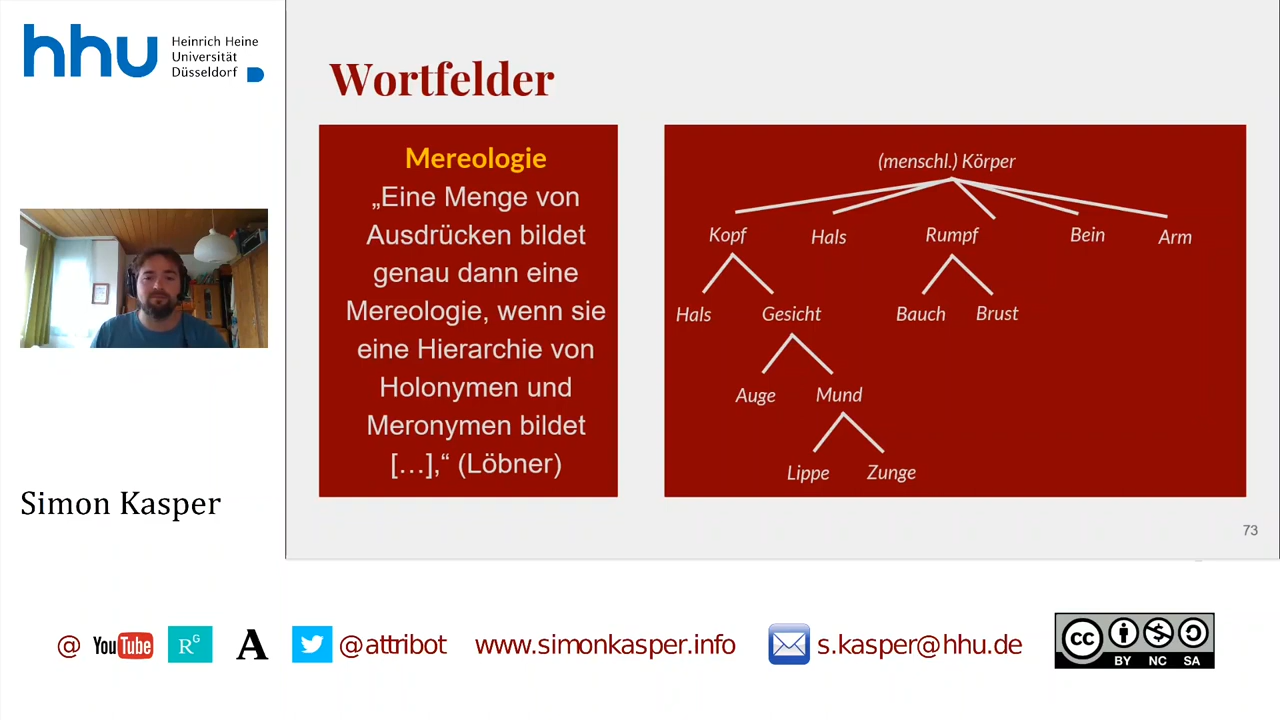 hhu
Heinrich Heine
Universität
Düsseldorf
Wortfelder
Mereologie
„Eine Menge von
Ausdrücken bildet
genau dann eine
Mereologie, wenn sie
eine Hierarchie von
Holonymen und
Meronymen bildet
[…],“ (Löbner)
(menschl.) Körper
Kopf Hals Rumpf Bein Arm
Hals Gesicht Bauch Brust
Auge Mund
Lippe Zunge
Simon Kasper
73
@ YouTube RG A @attribot www.simonkasper.info s.kasper@hhu.de
cc BY NC SA